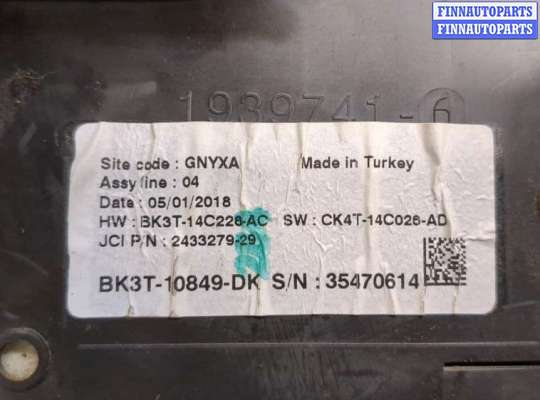 FINNAUTOPARTS
FINNAUTOPARTS
1939741-6
Site code : GNYXA Made in Turkey
Assy line : 04
Date : 05/01/2018
HW : BK3T-14C226-AC SW : CK4T-14C026-AD
JCI P/N : 2433279-29
BK3T-10849-DK S/N : 35470614